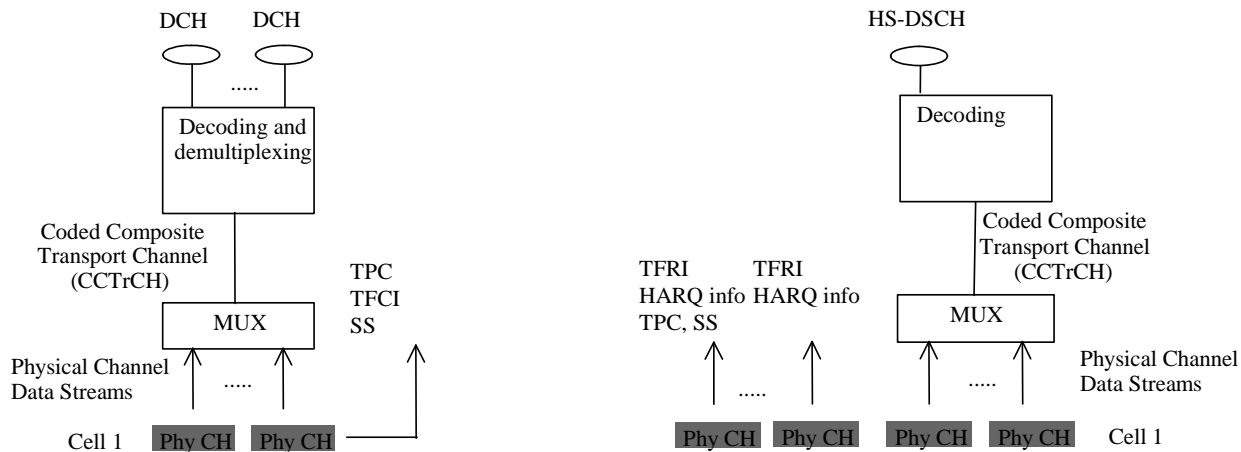 DCH DCH
.....
Decoding and
demultiplexing
Coded Composite
Transport Channel
(CCTrCH)
TPC
TFCI
SS
MUX
Physical Channel
Data Streams
.....
Cell 1 Phy CH Phy CH
HS-DSCH
Decoding
Coded Composite
Transport Channel
(CCTrCH)
TFRI
HARQ info
TPC, SS
TFRI
HARQ info
MUX
Physical Channel
Data Streams
.....
.....
Phy CH Phy CH Phy CH Phy CH Cell 1